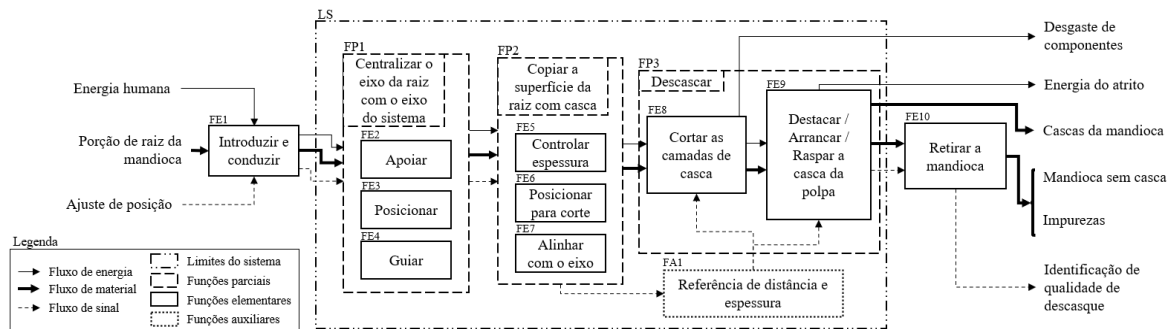 LS
Desgaste de
componentes
FP1
Centralizar o
eixo da raiz
com o eixo
do sistema
FP2
Copiar a
superfície da
raiz com casca
FP3
Descascar
Energia humana
Energia do atrito
FE1
Introduzir e
conduzir
Porção de raiz da
mandioca
Ajuste de posição
FE2
Apoiar
FE3
Posicionar
FE4
Guiar
FE5
Controlar
espessura
FE6
Posicionar
para corte
FE7
Alinhar
com o eixo
FE8
Cortar as
camadas de
casca
FE9
Destacar /
Arrancar /
Raspar a
casca da
polpa
FE10
Retirar a
mandioca
Cascas da mandioca
Mandioca sem casca
Impurezas
FA1
Referência de distância e
espessura
Identificação de
qualidade de
descasque
Legenda
Fluxo de energia
Fluxo de material
Fluxo de sinal
Limites do sistema
Funções parciais
Funções elementares
Funções auxiliares